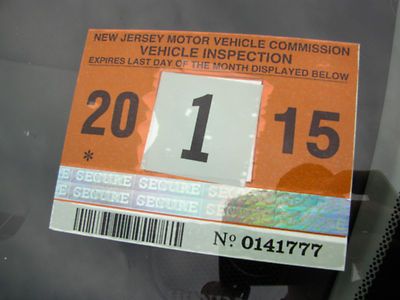 NEW JERSEY MOTOR VEHICLE COMMISSION
VEHICLE INSPECTION
EXPIRES LAST DAY OF THE MONTH DISPLAYED BELOW
20 1 15
*
E SECURE SECURE SECURE SECURE
E SECURE SECURE SECURE
No. 0141777